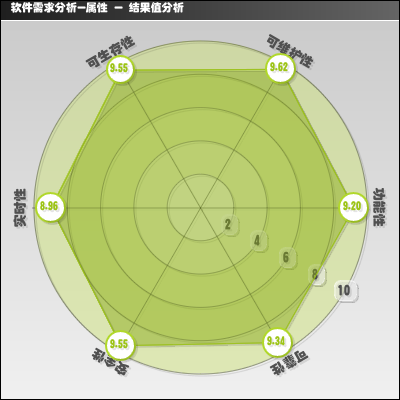 软件需求分析—属性 — 结果值分析
可生存性
可维护性
9.55
9.62
实时性
8.96
9.20
功能性
2
4
6
8
10
9.55
9.34
安全性
可靠性